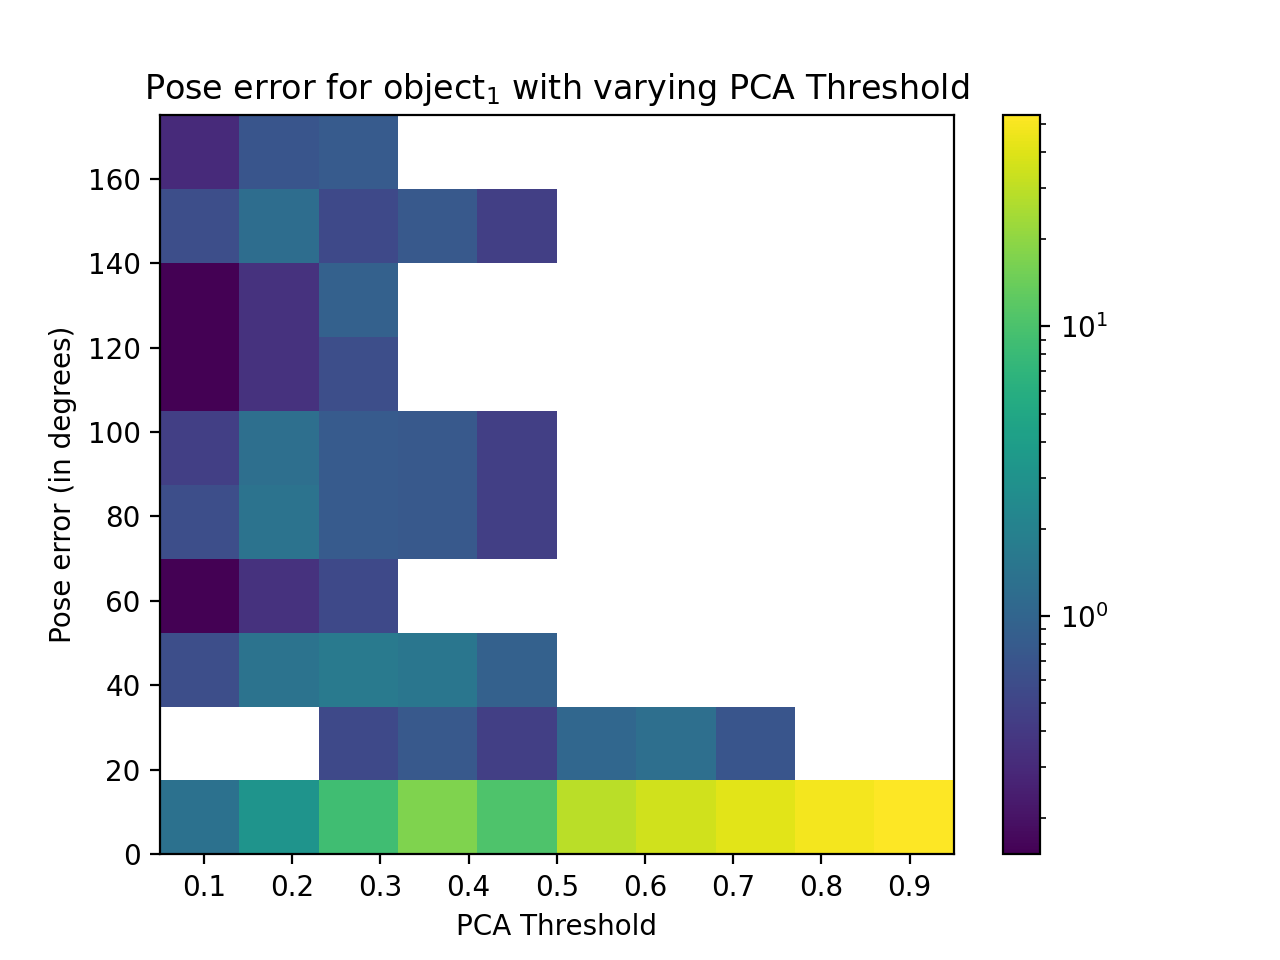 Pose error for object₁ with varying PCA Threshold
160
140
120
100
80
60
40
20
0
Pose error (in degrees)
0.1 0.2 0.3 0.4 0.5 0.6 0.7 0.8 0.9
PCA Threshold
10¹
10⁰